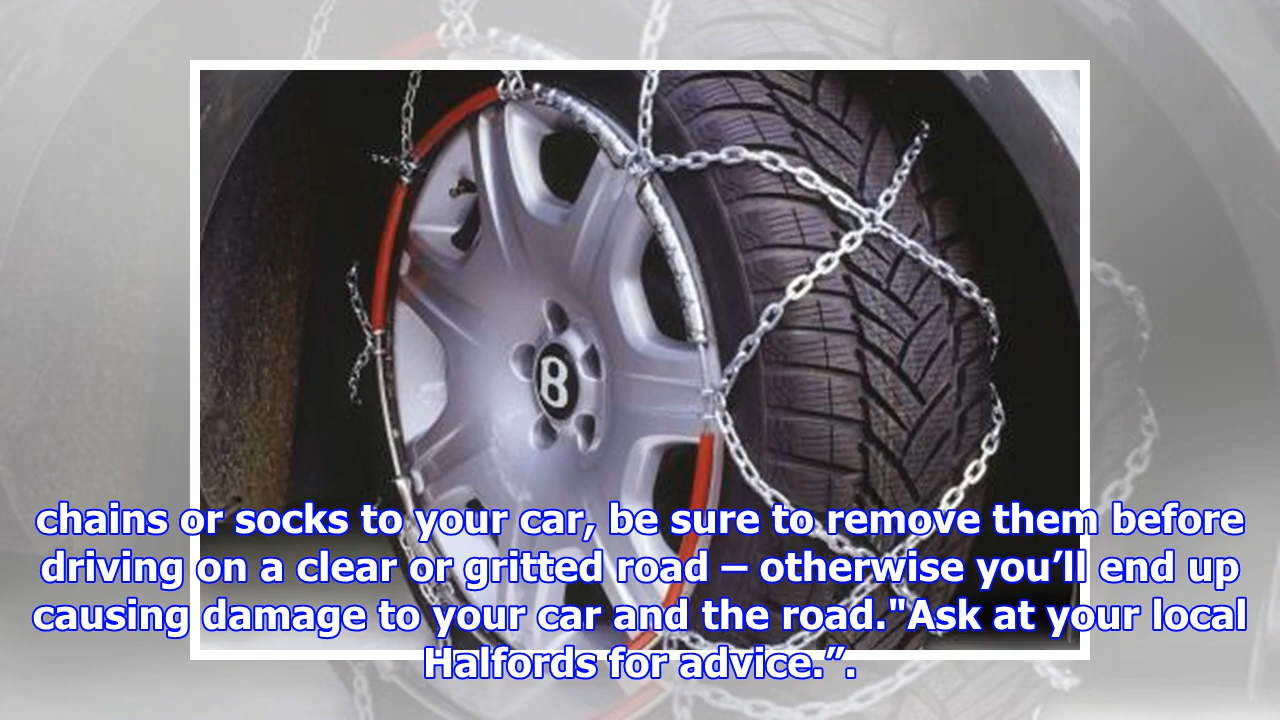 B
chains or socks to your car, be sure to remove them before
driving on a clear or gritted road – otherwise you’ll end up
causing damage to your car and the road."Ask at your local
Halfords for advice.”.